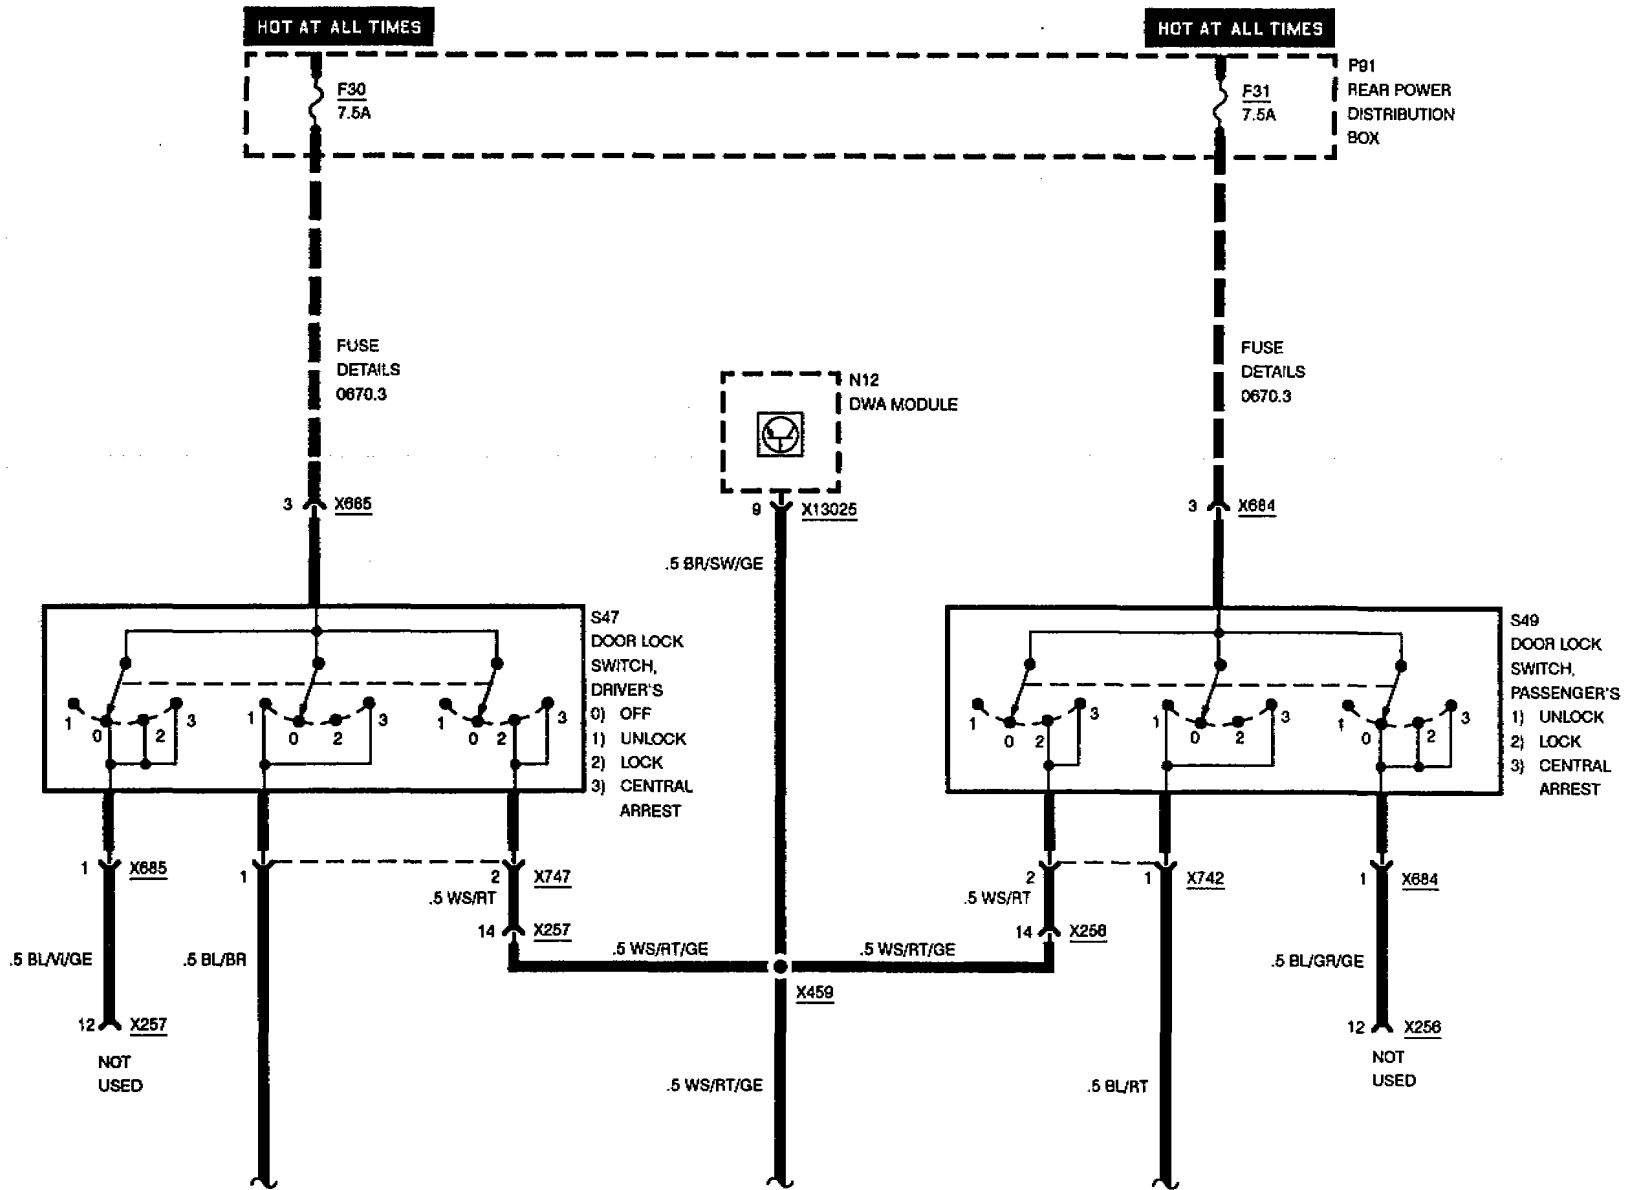 HOT AT ALL TIMES
HOT AT ALL TIMES
F30
7.5A
F31
7.5A
P91
REAR POWER
DISTRIBUTION
BOX
FUSE
DETAILS
0670.3
FUSE
DETAILS
0670.3
N12
DWA MODULE
3 X685
9 X13025
3 X684
.5 BR/SW/GE
S47
DOOR LOCK
SWITCH,
DRIVER'S
0) OFF
1) UNLOCK
2) LOCK
3) CENTRAL
ARREST
S49
DOOR LOCK
SWITCH,
PASSENGER'S
1) UNLOCK
2) LOCK
3) CENTRAL
ARREST
1 0 2 3
1 0 2 3
1 0 2 3
1 0 2 3
1 0 2 3
1 0 2 3
1 X685
1
2 X747
2
1 X742
1 X684
.5 WS/RT
.5 WS/RT
14 X257
14 X258
.5 BL/VI/GE
.5 BL/BR
.5 WS/RT/GE
.5 WS/RT/GE
.5 BL/GR/GE
X459
12 X257
12 X256
NOT
USED
NOT
USED
.5 WS/RT/GE
.5 BL/RT